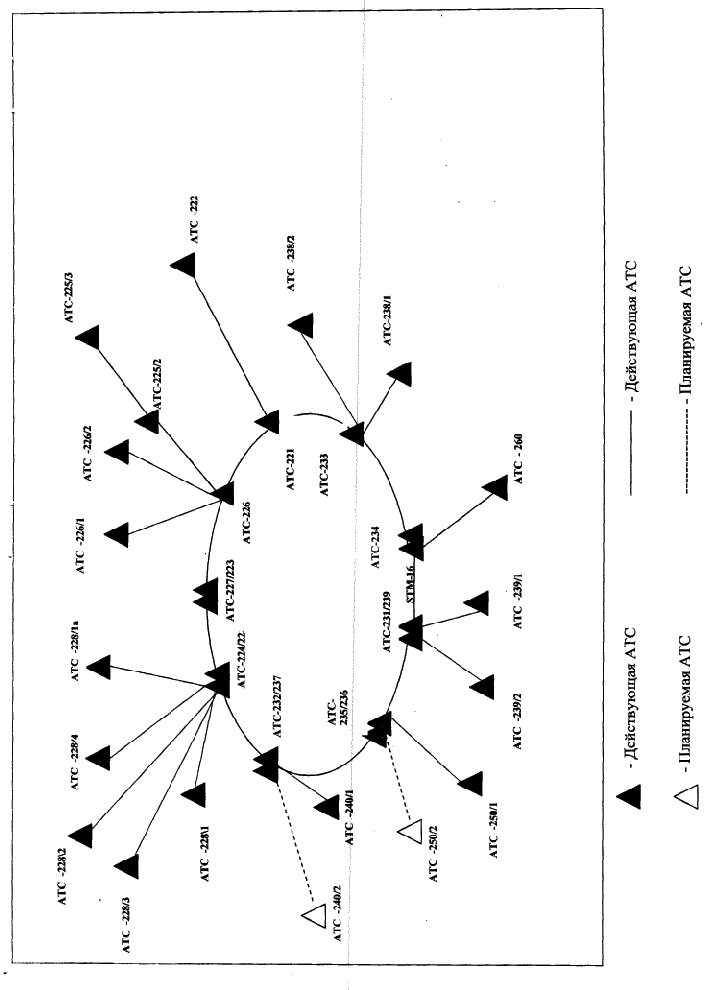 АТС-225/3
АТС -222
АТС-225/2
АТС -226/2
АТС -226/1
АТС -238/2
АТС -238/1
АТС-221
АТС-233
АТС-226
АТС-227/223
АТС -228/1а
АТС-224/22
АТС -228/4
АТС-232/237
АТС -228\2
АТС -228\1
АТС -228/3
АТС -240/1
АТС -240/2
АТС-
235/236
АТС-231/239
STM-16
АТС-234
АТС - 260
АТС -239/1
АТС -239/2
АТС -250/1
АТС -250/2
- Действующая АТС
- Планируемая АТС
- Действующая АТС
- Планируемая АТС